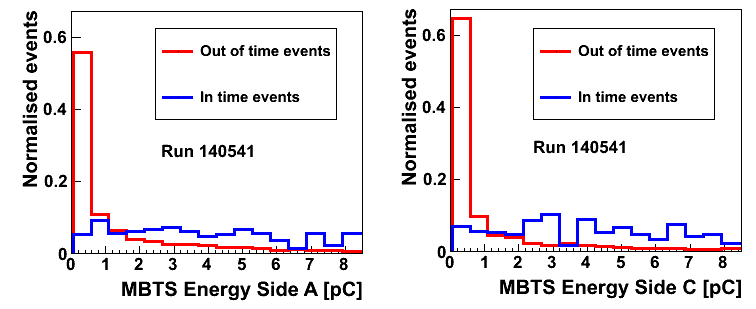 Normalised events
0.6
0.4
0.2
0
Out of time events
In time events
Run 140541
0 1 2 3 4 5 6 7 8
MBTS Energy Side A [pC]
Normalised events
0.6
0.4
0.2
0
Out of time events
In time events
Run 140541
0 1 2 3 4 5 6 7 8
MBTS Energy Side C [pC]